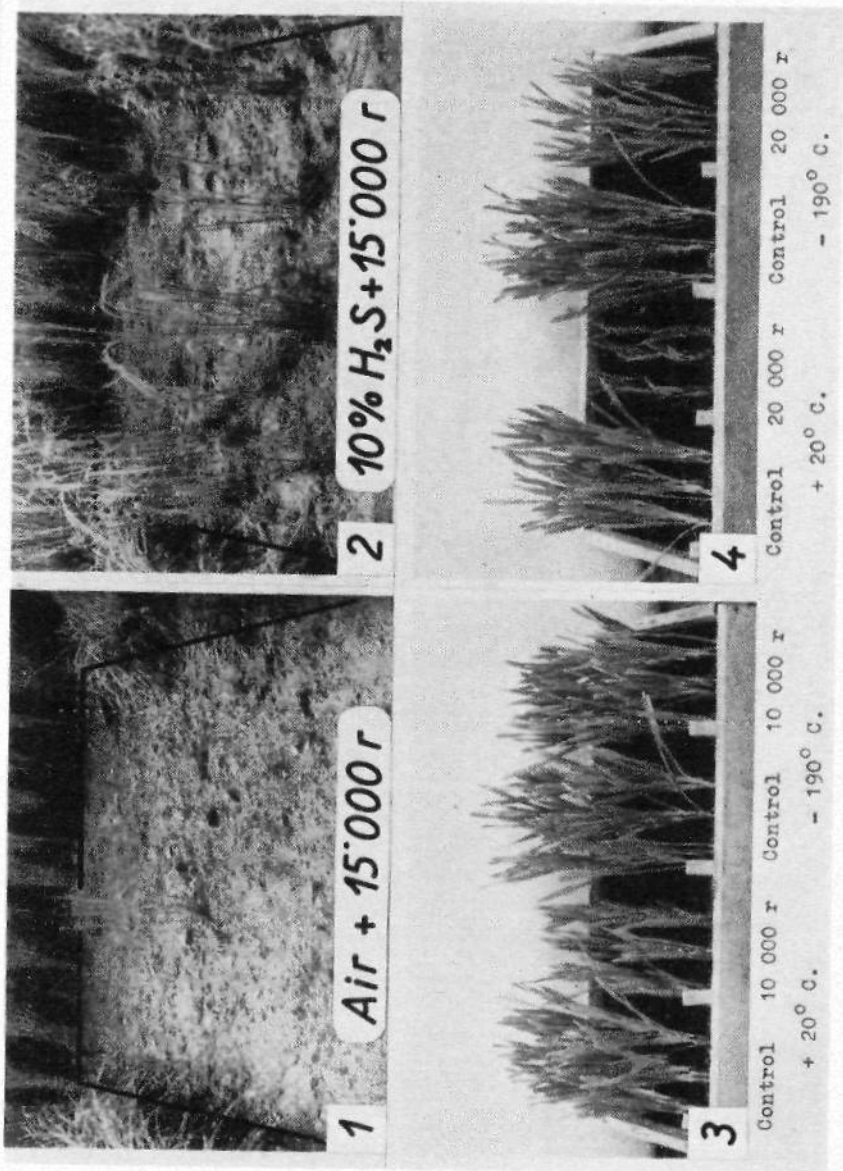 1
Air + 15'000 r
2
10% H₂S+15'000 r
3
Control 10 000 r Control 10 000 r
+ 20° C. - 190° C.
4
Control 20 000 r Control 20 000 r
+ 20° C. - 190° C.